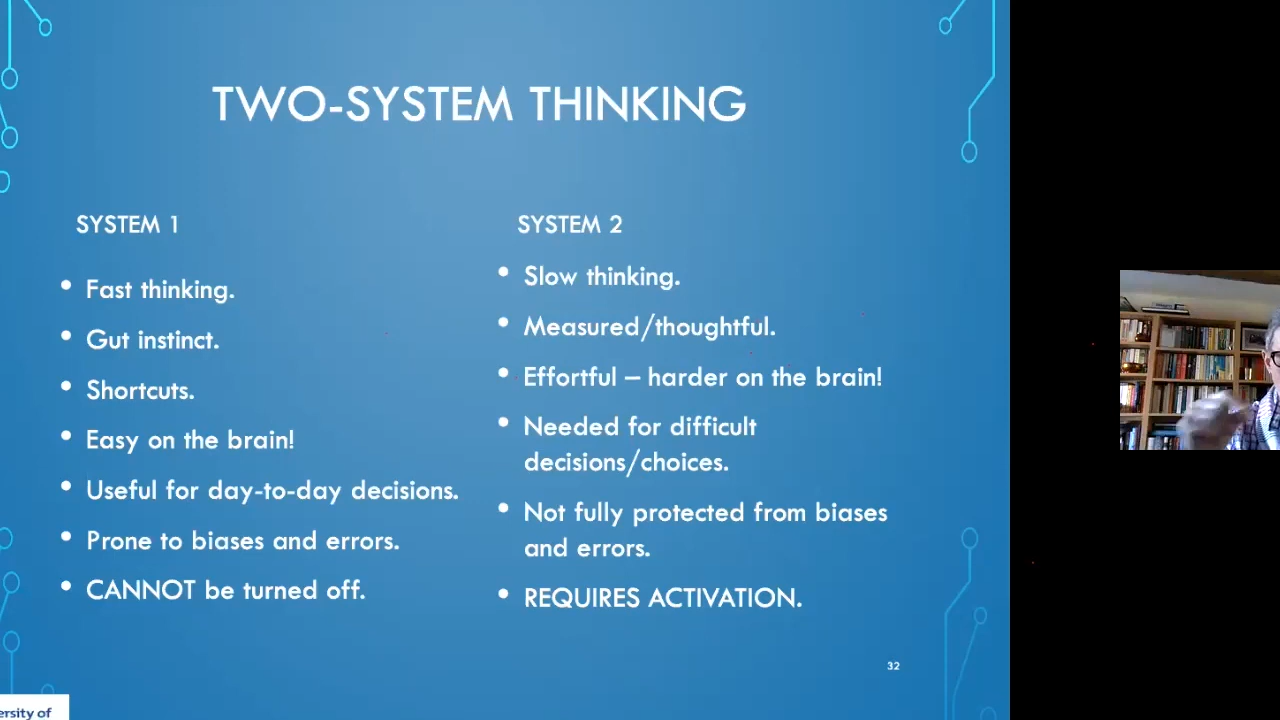 TWO-SYSTEM THINKING
SYSTEM 1
• Fast thinking.
• Gut instinct.
• Shortcuts.
• Easy on the brain!
• Useful for day-to-day decisions.
• Prone to biases and errors.
• CANNOT be turned off.
SYSTEM 2
• Slow thinking.
• Measured/thoughtful.
• Effortful – harder on the brain!
• Needed for difficult
decisions/choices.
• Not fully protected from biases
and errors.
• REQUIRES ACTIVATION.
32
ersity of